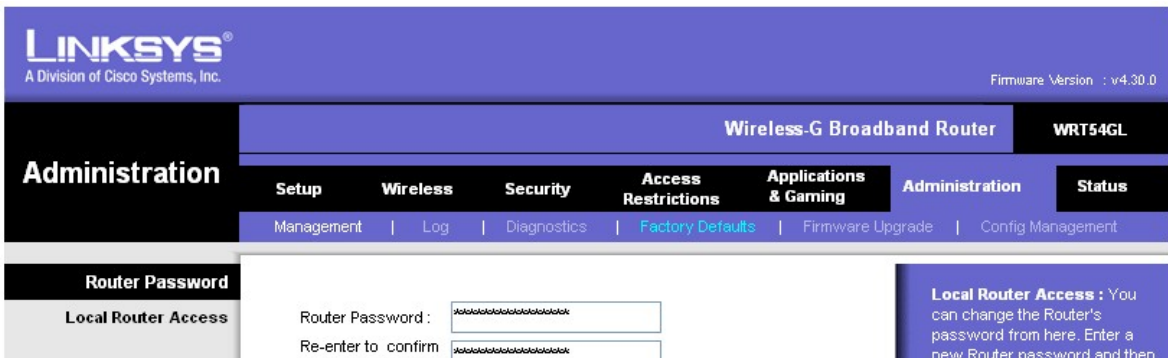 LINKSYS®
A Division of Cisco Systems, Inc.
Firmware Version : v4.30.0
Wireless-G Broadband Router WRT54GL
Administration
Setup Wireless Security Access Restrictions Applications & Gaming Administration Status
Management | Log | Diagnostics | Factory Defaults | Firmware Upgrade | Config Management
Router Password
Local Router Access
Router Password : ********************
Re-enter to confirm ********************
Local Router Access : You
can change the Router's
password from here. Enter a
new Router password and then